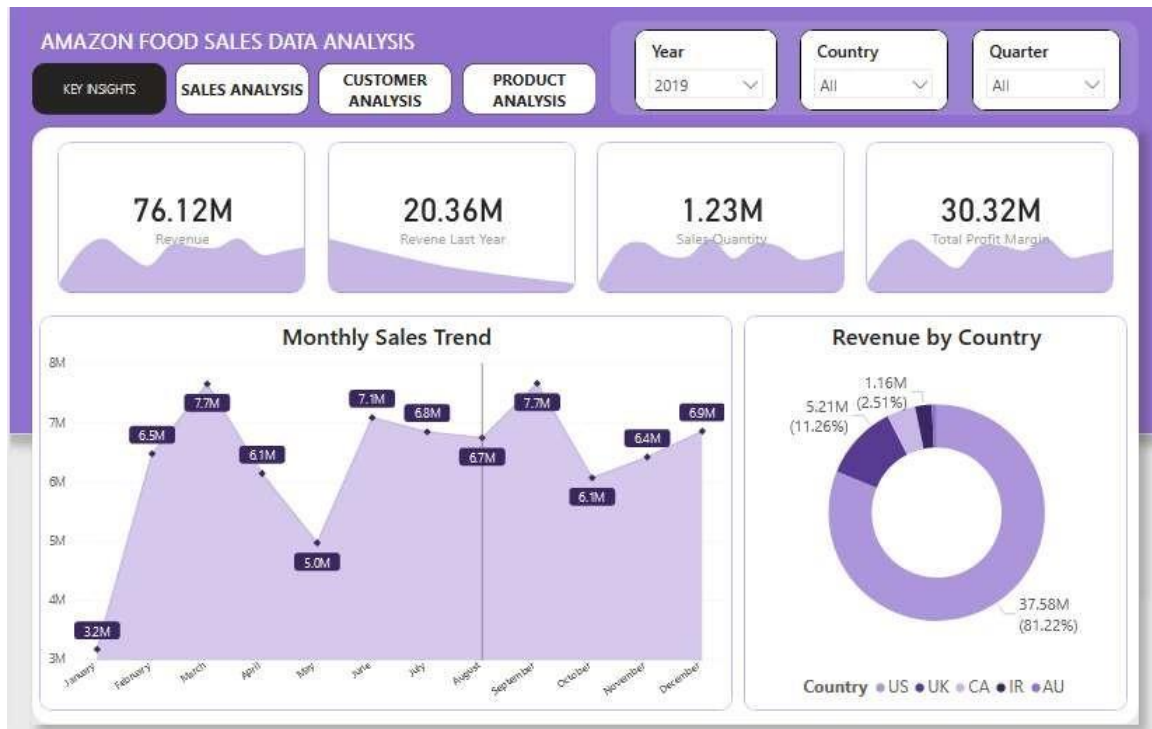 AMAZON FOOD SALES DATA ANALYSIS
KEY INSIGHTS
SALES ANALYSIS
CUSTOMER
ANALYSIS
PRODUCT
ANALYSIS
Year
2019
Country
All
Quarter
All
76.12M
Revenue
20.36M
Revene Last Year
1.23M
Sales Quantity
30.32M
Total Profit Margin
Monthly Sales Trend
8M
7M
6M
5M
4M
3M
3.2M
6.5M
7.7M
6.1M
5.0M
7.1M
6.8M
6.7M
7.7M
6.1M
6.4M
6.9M
January
February
March
April
May
June
July
August
September
October
November
December
Revenue by Country
1.16M
(2.51%)
5.21M
(11.26%)
37.58M
(81.22%)
Country US UK CA IR AU